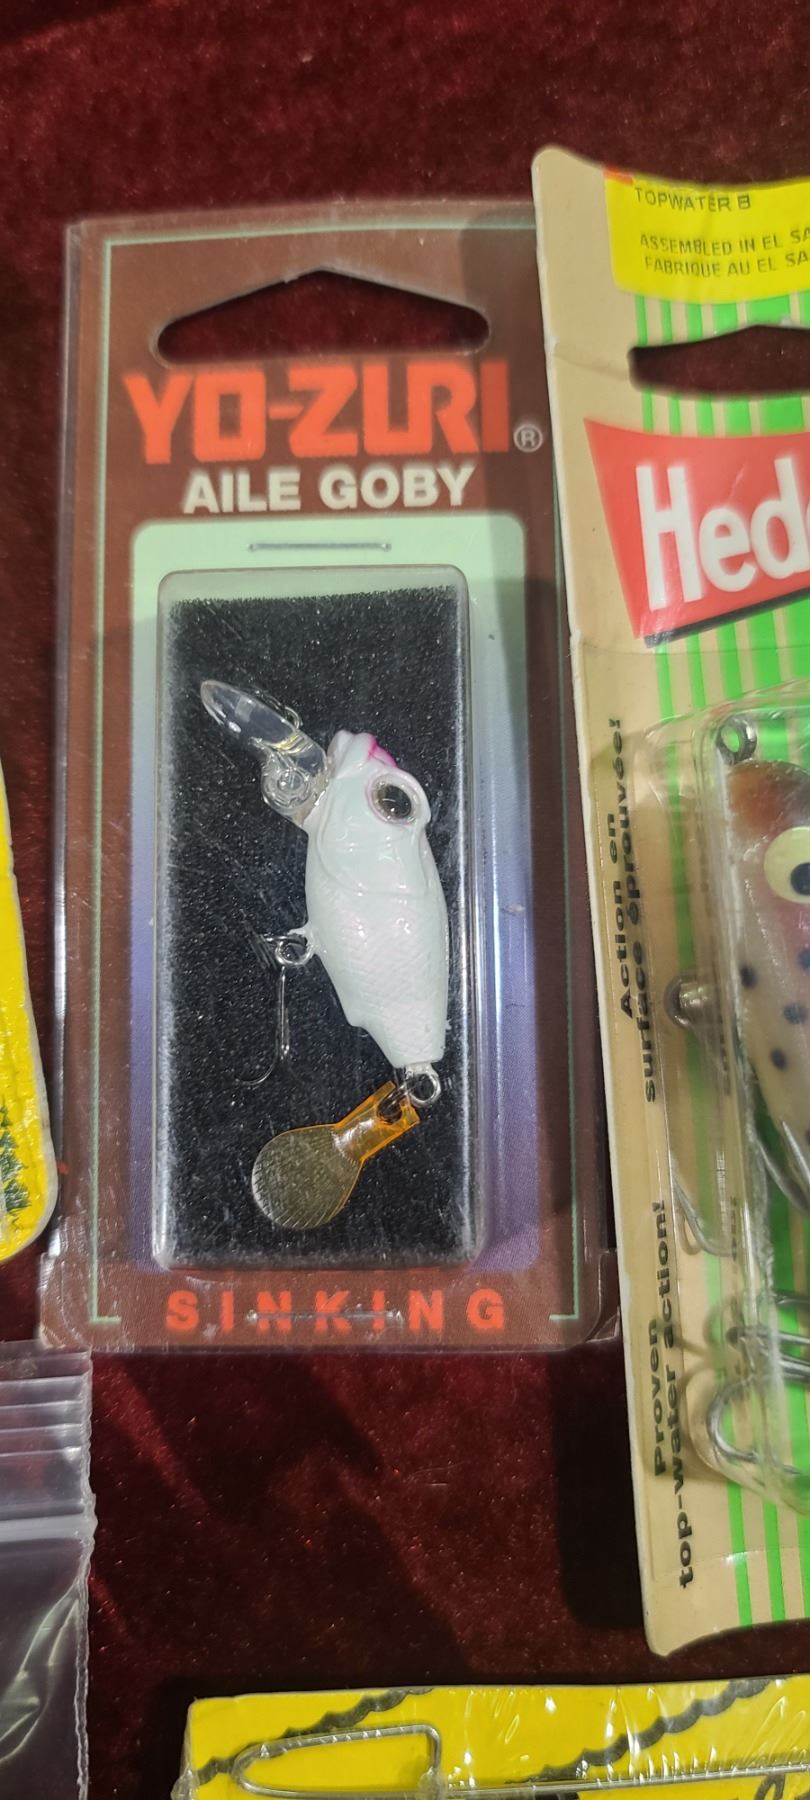 YO-ZURI®
AILE GOBY
SINKING
TOPWATER B
ASSEMBLED IN EL SA
FABRIQUE AU EL SA
Hed
Action en
surface éprouvée!
Proven
top-water action!